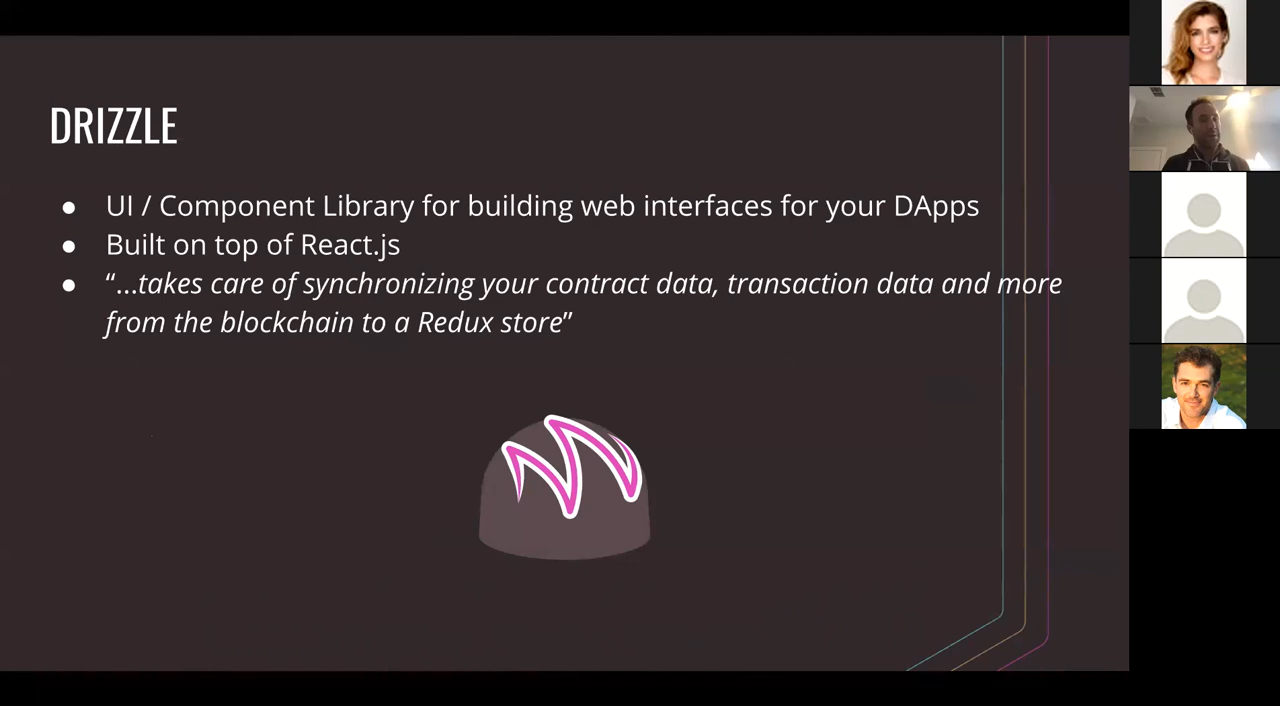 DRIZZLE
● UI / Component Library for building web interfaces for your DApps
● Built on top of React.js
● “...takes care of synchronizing your contract data, transaction data and more
from the blockchain to a Redux store”